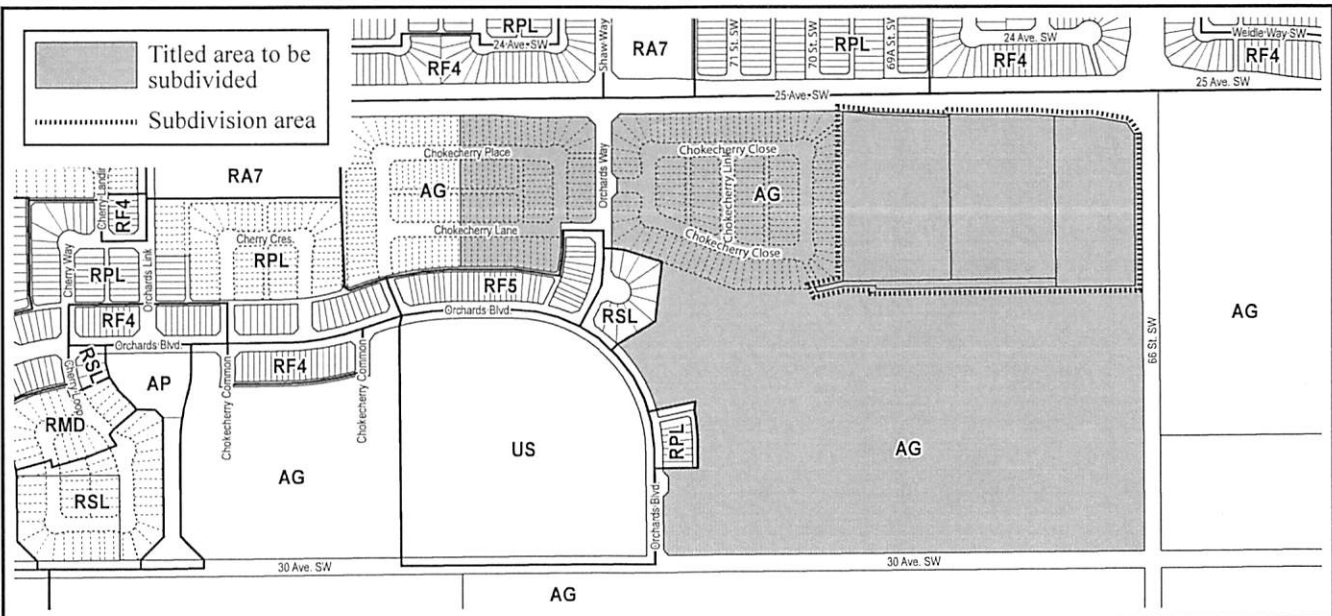 Titled area to be
subdivided
Subdivision area
RPL
24 Ave. SW
RF4
Shaw Way
RA7
71 St. SW
70 St. SW
RPL
69A St. SW
24 Ave. SW
RF4
Weidle Way SW
RF4
25 Ave. SW
25 Ave. SW
Chokecherry Place
AG
Chokecherry Lane
Orchards Way
Chokecherry Close
Chokecherry Link
AG
Chokecherry Close
RA7
RF4
Cherry Way
RPL
Orchards Link
Cherry Cres.
RPL
RF4
Orchards Blvd.
RF5
Orchards Blvd.
RSL
RSL
Cherry Loop
AP
Chokecherry Common
RF4
Chokecherry Common
RMD
RSL
AG
US
RPL
Orchards Blvd.
AG
66 St. SW
AG
30 Ave. SW
30 Ave. SW
AG